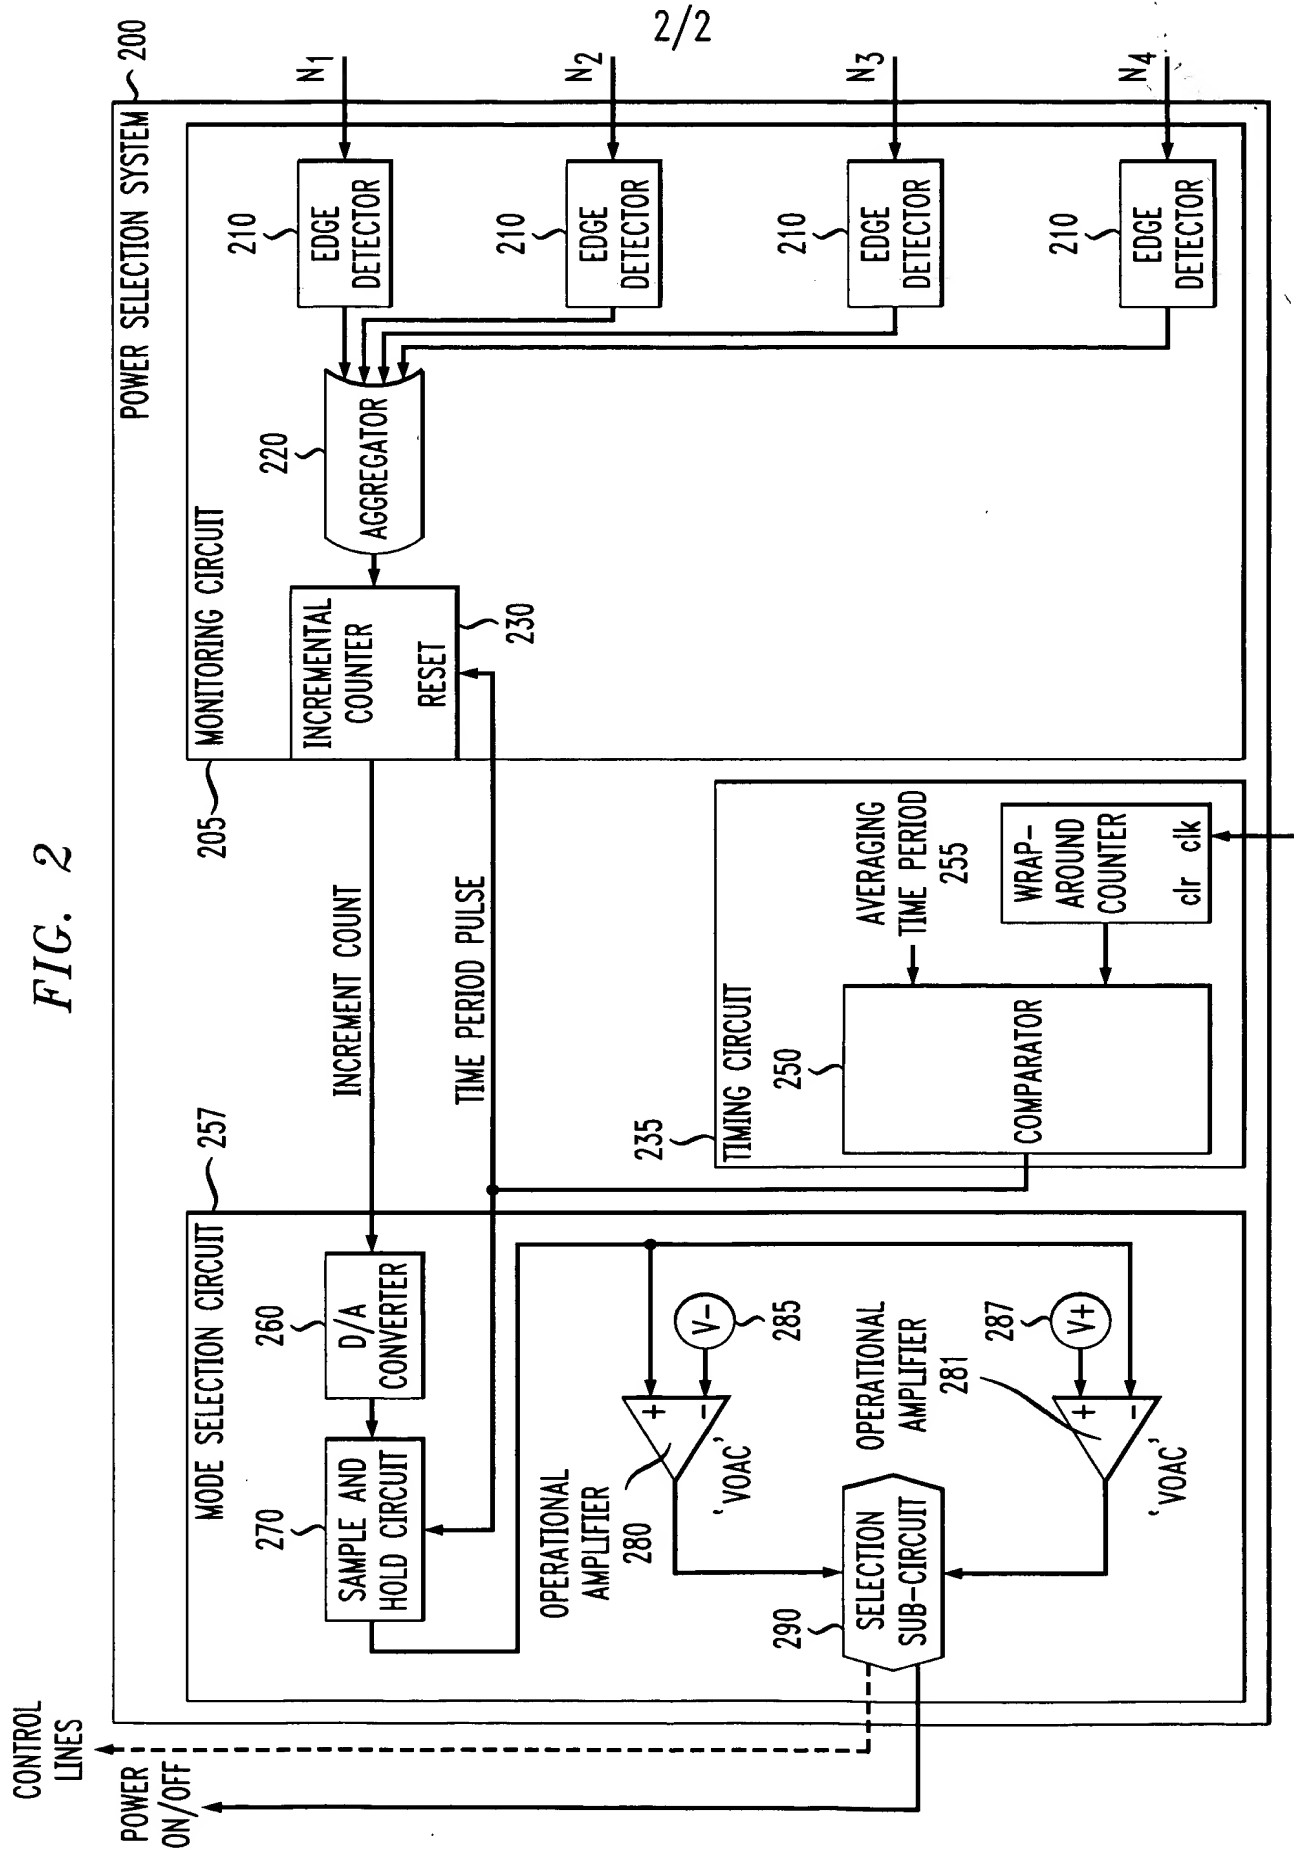 2/2
FIG. 2
POWER SELECTION SYSTEM
200
MODE SELECTION CIRCUIT
257
260
D/A
CONVERTER
270
SAMPLE AND
HOLD CIRCUIT
OPERATIONAL
AMPLIFIER
280
+
-
V-
285
'VOAC'
OPERATIONAL
AMPLIFIER
281
287
V+
+
-
'VOAC'
290
SELECTION
SUB-CIRCUIT
CONTROL
LINES
POWER
ON/OFF
INCREMENT COUNT
TIME PERIOD PULSE
235
TIMING CIRCUIT
250
COMPARATOR
AVERAGING
TIME PERIOD
255
WRAP-
AROUND
COUNTER
clr clk
205
MONITORING CIRCUIT
INCREMENTAL
COUNTER
RESET
230
220
AGGREGATOR
210
EDGE
DETECTOR
N1
210
EDGE
DETECTOR
N2
210
EDGE
DETECTOR
N3
210
EDGE
DETECTOR
N4